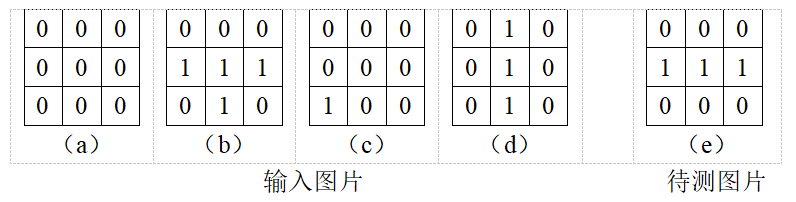 0 0 0 0 0 0 0 0 0 0 1 0 0 0 0
0 0 0 1 1 1 0 0 0 0 1 0 1 1 1
0 0 0 0 1 0 1 0 0 0 1 0 0 0 0
（a） （b） （c） （d） （e）
输入图片 待测图片